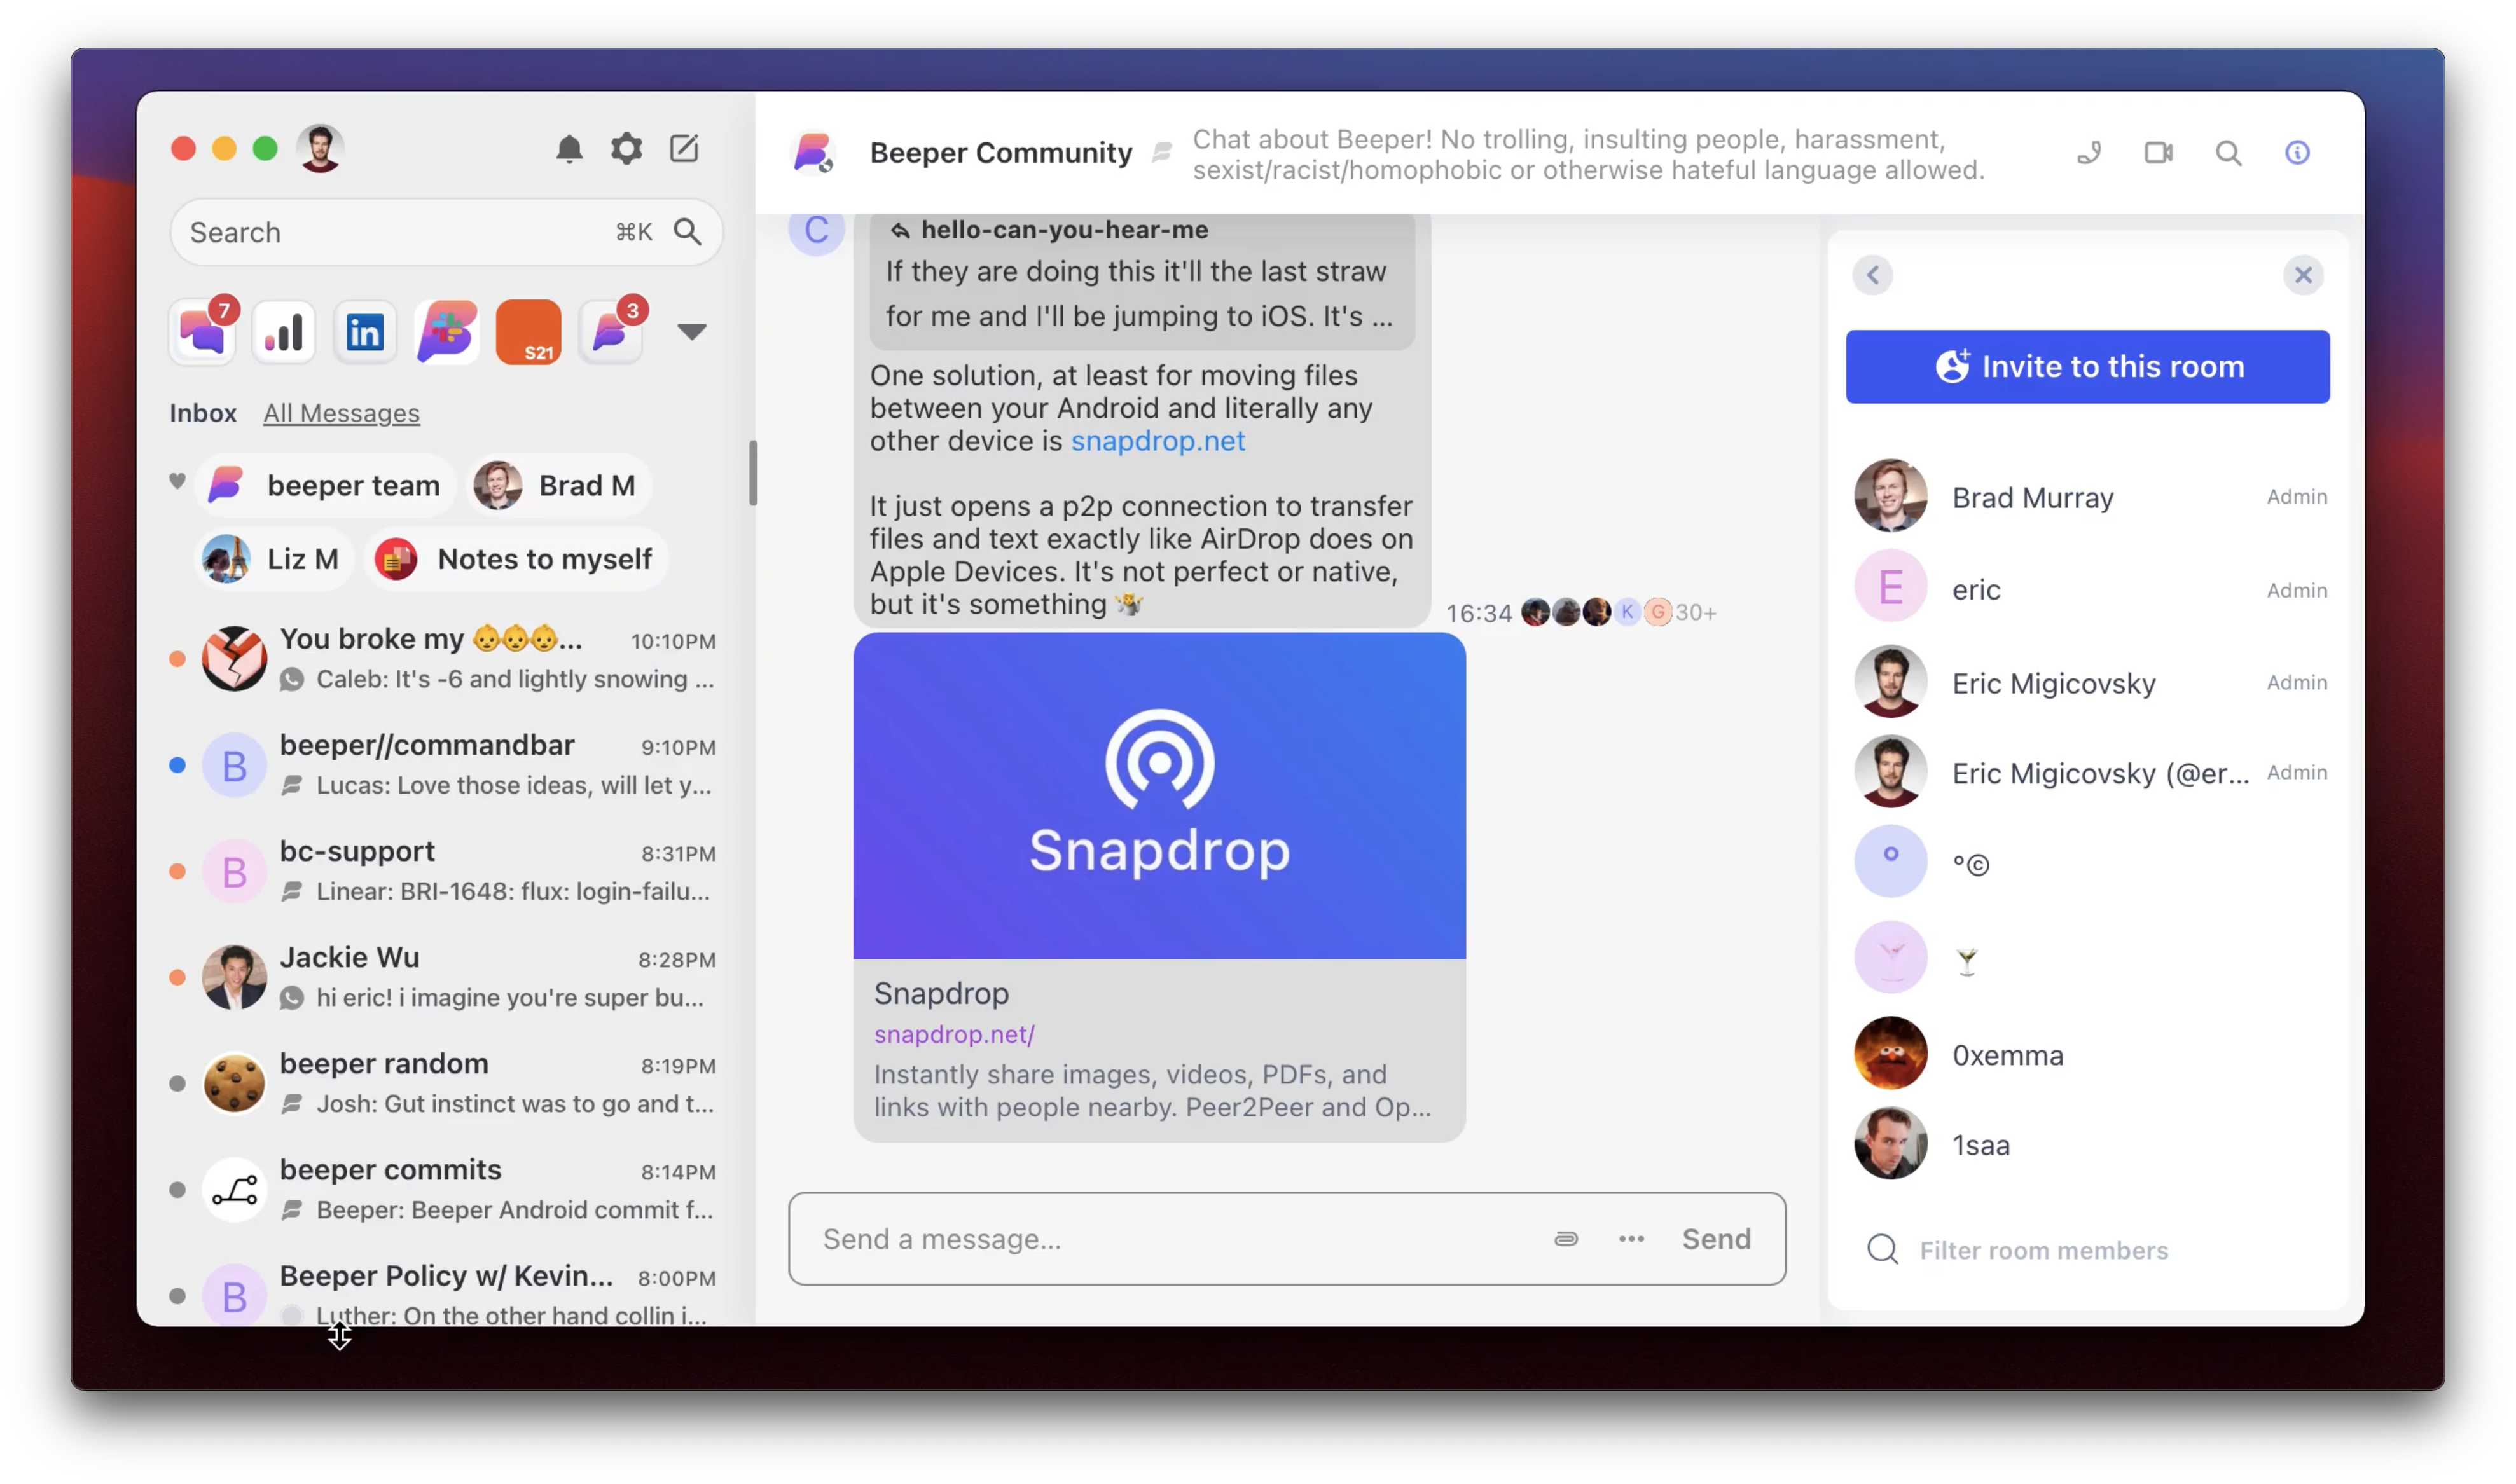 Search ⌘K
7
S21
3
Inbox All Messages
beeper team Brad M
Liz M Notes to myself
You broke my 👶👶👶... 10:10PM
Caleb: It's -6 and lightly snowing ...
B beeper//commandbar 9:10PM
Lucas: Love those ideas, will let y...
B bc-support 8:31PM
Linear: BRI-1648: flux: login-failu...
Jackie Wu 8:28PM
hi eric! i imagine you're super bu...
beeper random 8:19PM
Josh: Gut instinct was to go and t...
beeper commits 8:14PM
Beeper: Beeper Android commit f...
B Beeper Policy w/ Kevin... 8:00PM
Luther: On the other hand collin i...
Beeper Community
Chat about Beeper! No trolling, insulting people, harassment,
sexist/racist/homophobic or otherwise hateful language allowed.
C
hello-can-you-hear-me
If they are doing this it'll the last straw
for me and I'll be jumping to iOS. It's ...
One solution, at least for moving files
between your Android and literally any
other device is snapdrop.net
It just opens a p2p connection to transfer
files and text exactly like AirDrop does on
Apple Devices. It's not perfect or native,
but it's something 🤷
16:34 K G 30+
Snapdrop
Snapdrop
snapdrop.net/
Instantly share images, videos, PDFs, and
links with people nearby. Peer2Peer and Op...
Send a message... Send
Invite to this room
Brad Murray Admin
E eric Admin
Eric Migicovsky Admin
Eric Migicovsky (@er... Admin
° °©
🍸
0xemma
1saa
Filter room members